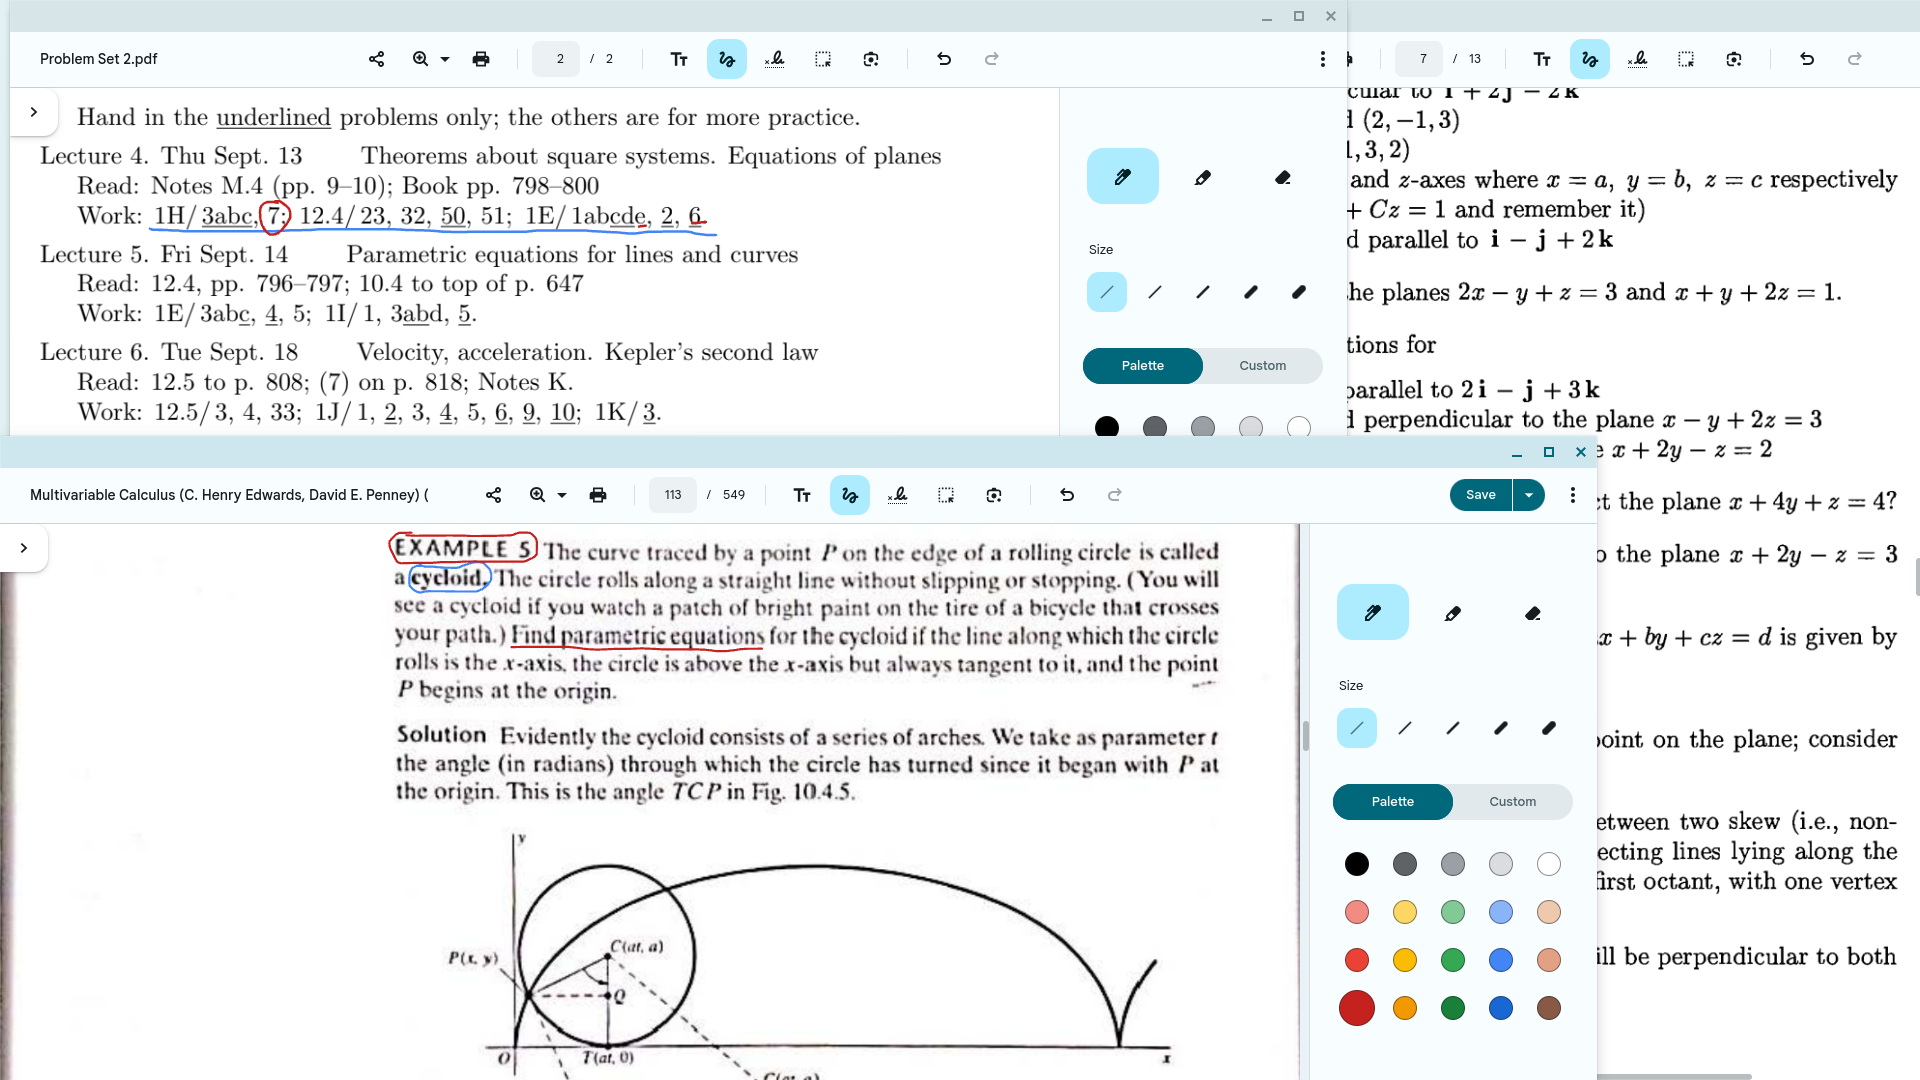 Problem Set 2.pdf
2 / 2
7 / 13
Hand in the underlined problems only; the others are for more practice.
Lecture 4. Thu Sept. 13 Theorems about square systems. Equations of planes
Read: Notes M.4 (pp. 9–10); Book pp. 798–800
Work: 1H/ 3abc, 7; 12.4/ 23, 32, 50, 51; 1E/ 1abcde, 2, 6
Lecture 5. Fri Sept. 14 Parametric equations for lines and curves
Read: 12.4, pp. 796–797; 10.4 to top of p. 647
Work: 1E/ 3abc, 4, 5; 1I/ 1, 3abd, 5.
Lecture 6. Tue Sept. 18 Velocity, acceleration. Kepler's second law
Read: 12.5 to p. 808; (7) on p. 818; Notes K.
Work: 12.5/ 3, 4, 33; 1J/ 1, 2, 3, 4, 5, 6, 9, 10; 1K/ 3.
Size
Palette Custom
cular to i + 2j − 2k
(2, −1, 3)
1, 3, 2)
and z-axes where x = a, y = b, z = c respectively
+ Cz = 1 and remember it)
d parallel to i − j + 2k
he planes 2x − y + z = 3 and x + y + 2z = 1.
tions for
parallel to 2i − j + 3k
d perpendicular to the plane x − y + 2z = 3
e x + 2y − z = 2
ct the plane x + 4y + z = 4?
o the plane x + 2y − z = 3
ax + by + cz = d is given by
point on the plane; consider
etween two skew (i.e., non-
ecting lines lying along the
first octant, with one vertex
ill be perpendicular to both
Multivariable Calculus (C. Henry Edwards, David E. Penney) (
113 / 549
Save
EXAMPLE 5 The curve traced by a point P on the edge of a rolling circle is called
a cycloid. The circle rolls along a straight line without slipping or stopping. (You will
see a cycloid if you watch a patch of bright paint on the tire of a bicycle that crosses
your path.) Find parametric equations for the cycloid if the line along which the circle
rolls is the x-axis, the circle is above the x-axis but always tangent to it, and the point
P begins at the origin.
Solution Evidently the cycloid consists of a series of arches. We take as parameter t
the angle (in radians) through which the circle has turned since it began with P at
the origin. This is the angle TCP in Fig. 10.4.5.
y
C(at, a)
P(x, y)
Q
O
T(at, 0)
x
C(at, a)
Size
Palette Custom